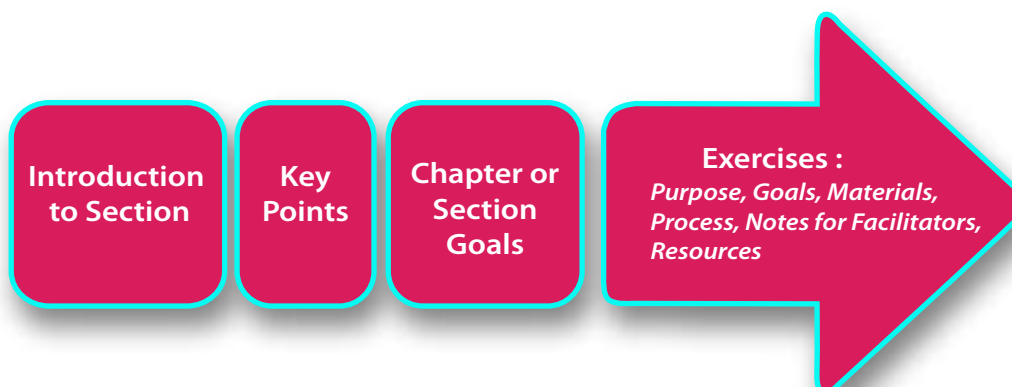 Introduction
to Section
Key
Points
Chapter or
Section
Goals
Exercises :
Purpose, Goals, Materials,
Process, Notes for Facilitators,
Resources